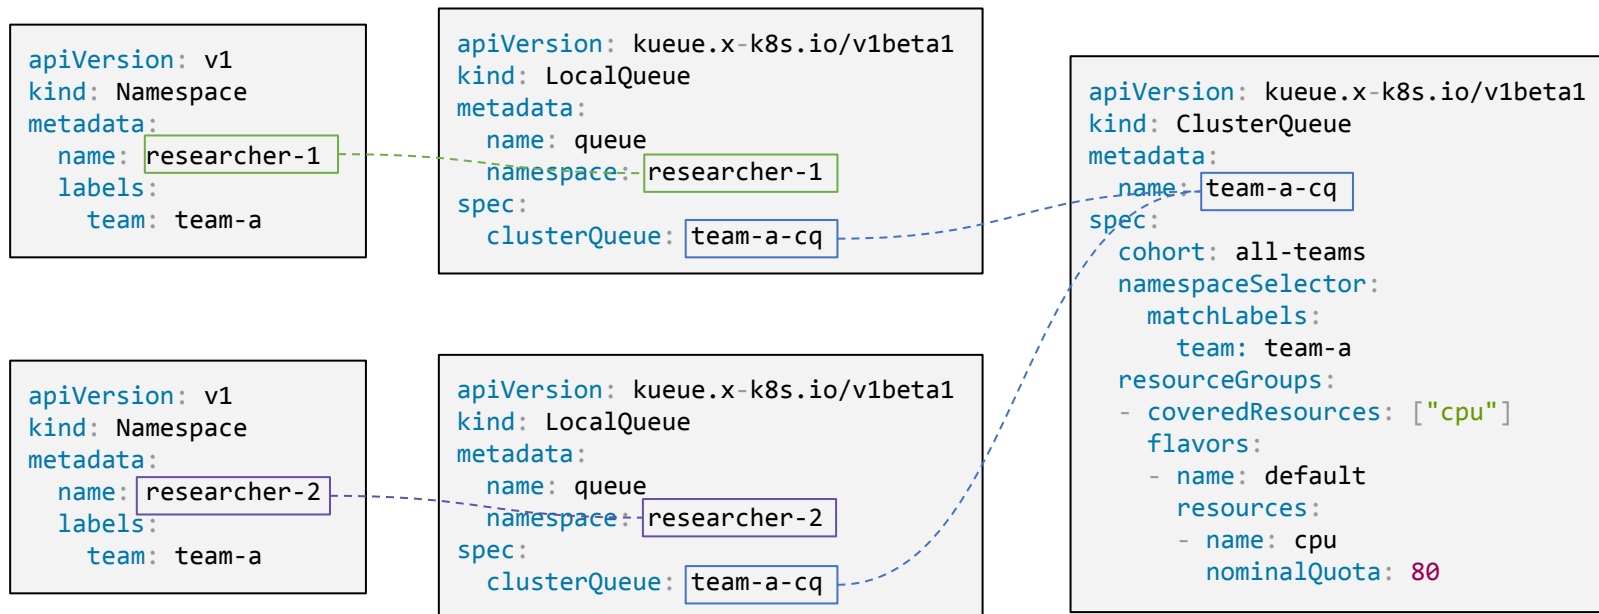 apiVersion: v1
kind: Namespace
metadata:
  name: researcher-1
  labels:
    team: team-a
apiVersion: kueue.x-k8s.io/v1beta1
kind: LocalQueue
metadata:
  name: queue
  namespace: researcher-1
spec:
  clusterQueue: team-a-cq
apiVersion: v1
kind: Namespace
metadata:
  name: researcher-2
  labels:
    team: team-a
apiVersion: kueue.x-k8s.io/v1beta1
kind: LocalQueue
metadata:
  name: queue
  namespace: researcher-2
spec:
  clusterQueue: team-a-cq
apiVersion: kueue.x-k8s.io/v1beta1
kind: ClusterQueue
metadata:
  name: team-a-cq
spec:
  cohort: all-teams
  namespaceSelector:
    matchLabels:
      team: team-a
  resourceGroups:
  - coveredResources: ["cpu"]
    flavors:
    - name: default
      resources:
      - name: cpu
        nominalQuota: 80